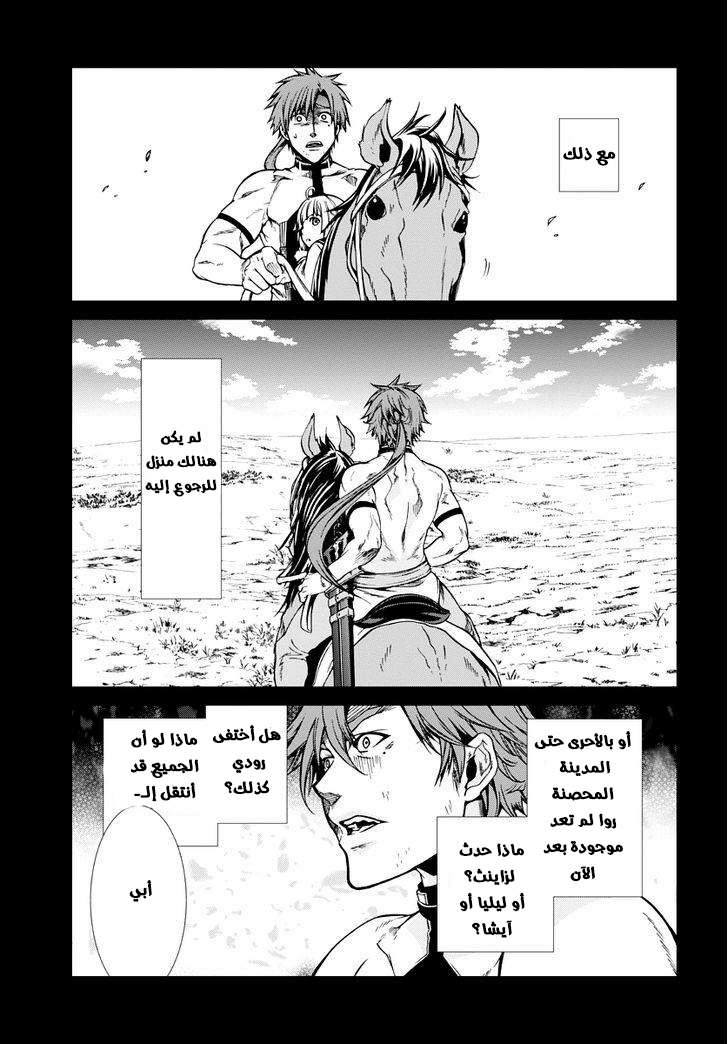 مع ذلك
لم يكن
هنالك منزل
للرجوع إليه
أو بالأحرى حتى
المدينة
المحصنة
روا لم تعد
موجودة بعد
الآن
ماذا حدث
لزاينث؟
أو ليليا أو
آيشا؟
هل أختفى
رودي
كذلك؟
ماذا لو أن
الجميع قد
أنتقل إلـ-
أبي